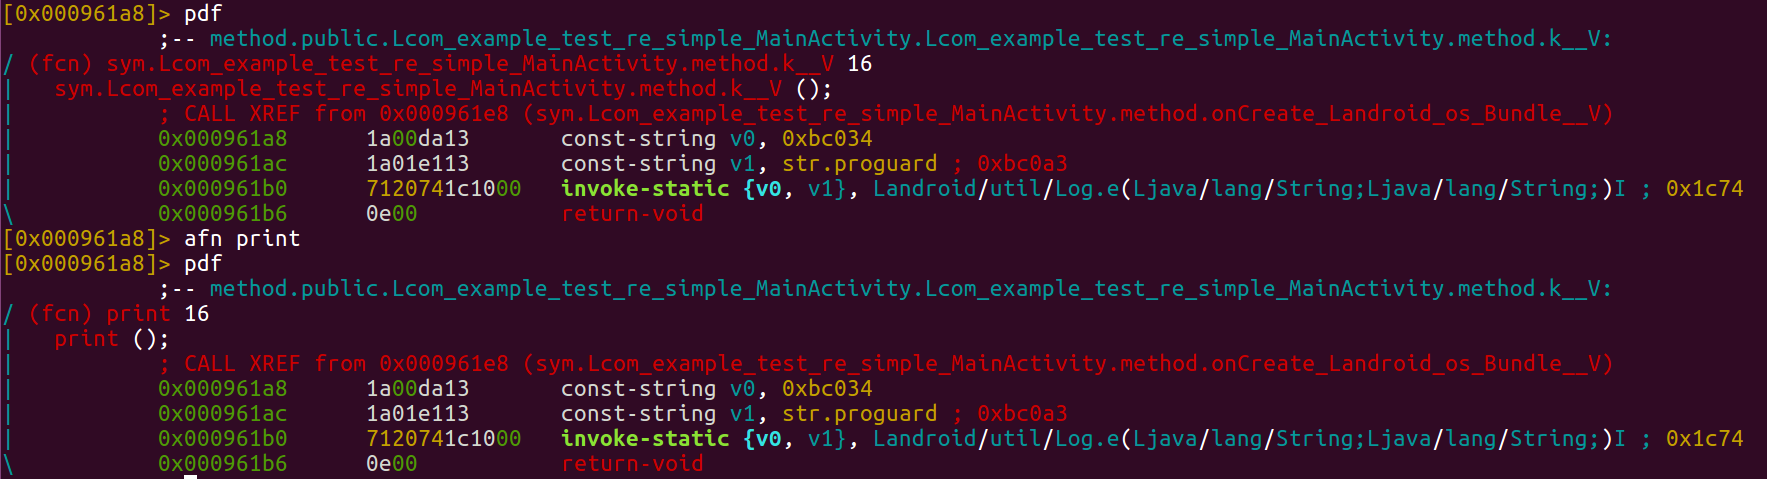 [0x000961a8]> pdf
;-- method.public.Lcom_example_test_re_simple_MainActivity.Lcom_example_test_re_simple_MainActivity.method.k__V:
/ (fcn) sym.Lcom_example_test_re_simple_MainActivity.method.k__V 16
|   sym.Lcom_example_test_re_simple_MainActivity.method.k__V ();
|           ; CALL XREF from 0x000961e8 (sym.Lcom_example_test_re_simple_MainActivity.method.onCreate_Landroid_os_Bundle__V)
|           0x000961a8      1a00da13       const-string v0, 0xbc034
|           0x000961ac      1a01e113       const-string v1, str.proguard ; 0xbc0a3
|           0x000961b0      7120741c1000   invoke-static {v0, v1}, Landroid/util/Log.e(Ljava/lang/String;Ljava/lang/String;)I ; 0x1c74
\           0x000961b6      0e00           return-void
[0x000961a8]> afn print
[0x000961a8]> pdf
;-- method.public.Lcom_example_test_re_simple_MainActivity.Lcom_example_test_re_simple_MainActivity.method.k__V:
/ (fcn) print 16
|   print ();
|           ; CALL XREF from 0x000961e8 (sym.Lcom_example_test_re_simple_MainActivity.method.onCreate_Landroid_os_Bundle__V)
|           0x000961a8      1a00da13       const-string v0, 0xbc034
|           0x000961ac      1a01e113       const-string v1, str.proguard ; 0xbc0a3
|           0x000961b0      7120741c1000   invoke-static {v0, v1}, Landroid/util/Log.e(Ljava/lang/String;Ljava/lang/String;)I ; 0x1c74
\           0x000961b6      0e00           return-void